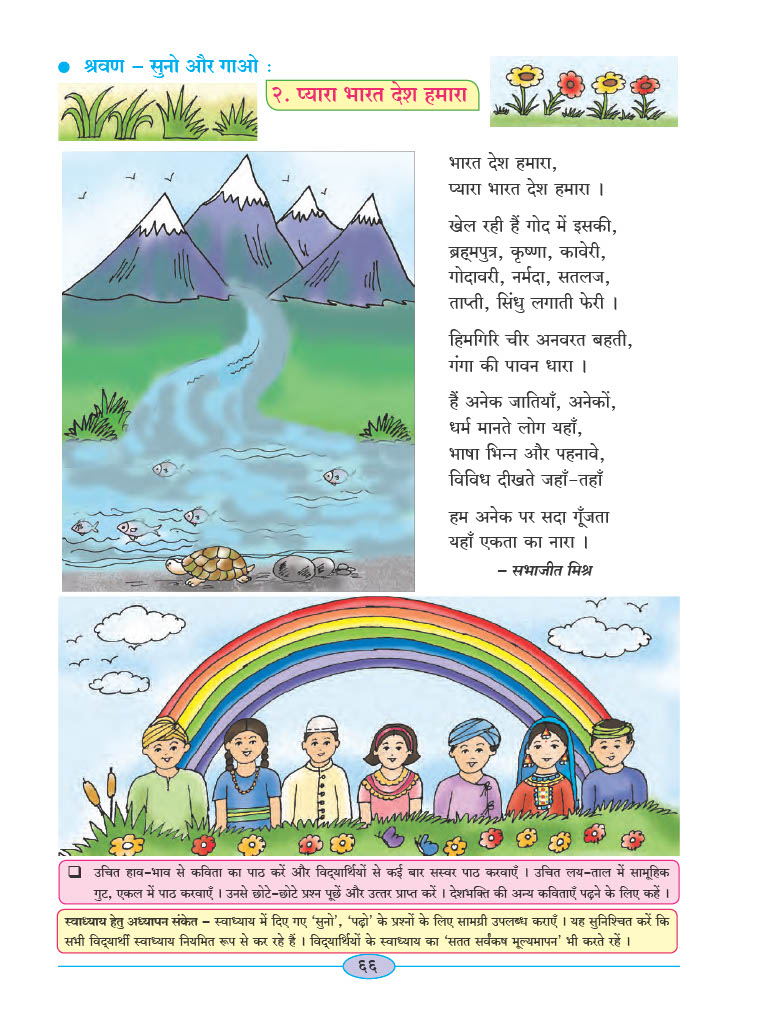 ● श्रवण – सुनो और गाओ :
२. प्यारा भारत देश हमारा
भारत देश हमारा,
प्यारा भारत देश हमारा ।
खेल रही हैं गोद में इसकी,
ब्रह्मपुत्र, कृष्णा, कावेरी,
गोदावरी, नर्मदा, सतलज,
ताप्ती, सिंधु लगाती फेरी ।
हिमगिरि चीर अनवरत बहती,
गंगा की पावन धारा ।
हैं अनेक जातियाँ, अनेकों,
धर्म मानते लोग यहाँ,
भाषा भिन्न और पहनावे,
विविध दीखते जहाँ-तहाँ
हम अनेक पर सदा गूँजता
यहाँ एकता का नारा ।
– सभाजीत मिश्र
❑ उचित हाव-भाव से कविता का पाठ करें और विद्यार्थियों से कई बार सस्वर पाठ करवाएँ । उचित लय-ताल में सामूहिक
गुट, एकल में पाठ करवाएँ । उनसे छोटे-छोटे प्रश्न पूछें और उत्तर प्राप्त करें । देशभक्ति की अन्य कविताएँ पढ़ने के लिए कहें ।
स्वाध्याय हेतु अध्यापन संकेत – स्वाध्याय में दिए गए ‘सुनो’, ‘पढ़ो’ के प्रश्नों के लिए सामग्री उपलब्ध कराएँ । यह सुनिश्चित करें कि
सभी विद्यार्थी स्वाध्याय नियमित रूप से कर रहे हैं । विद्यार्थियों के स्वाध्याय का ‘सतत सर्वंकष मूल्यमापन’ भी करते रहें ।
६६